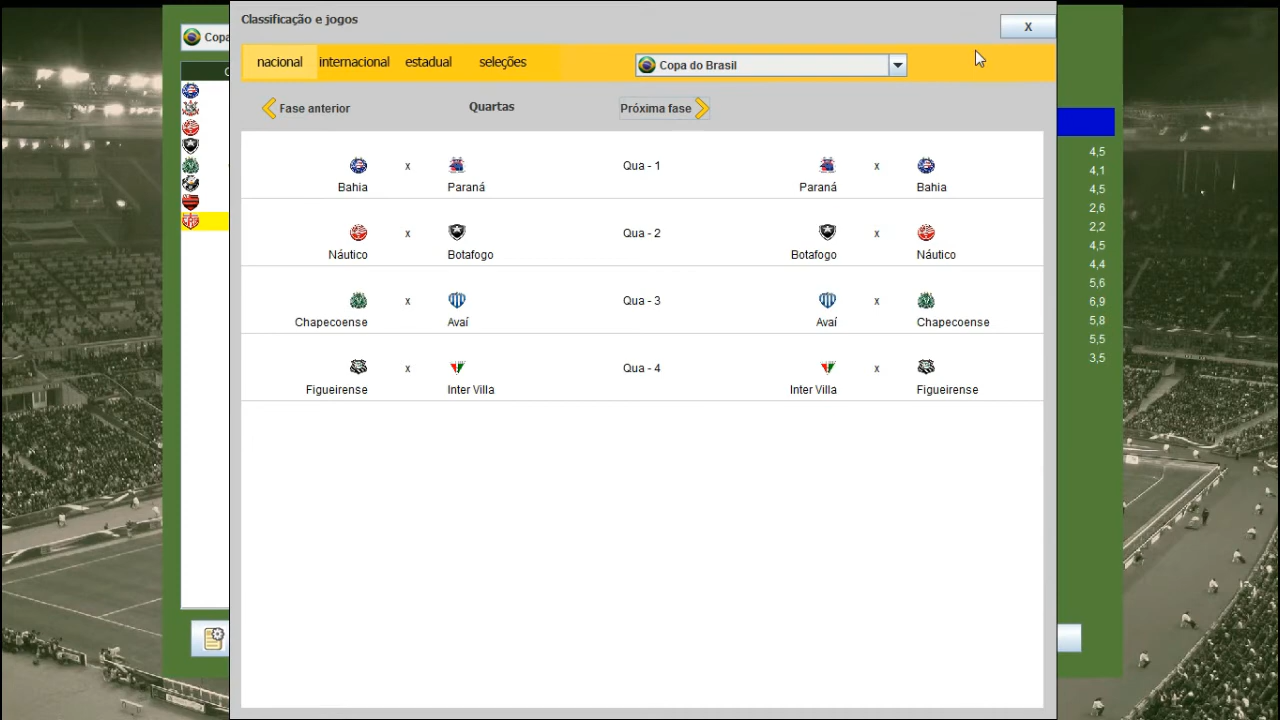 Classificação e jogos
X
Copa
nacional
internacional
estadual
seleções
Copa do Brasil
Fase anterior
Quartas
Próxima fase
Bahia x Paraná Qua - 1 Paraná x Bahia
Náutico x Botafogo Qua - 2 Botafogo x Náutico
Chapecoense x Avaí Qua - 3 Avaí x Chapecoense
Figueirense x Inter Villa Qua - 4 Inter Villa x Figueirense
4,5
4,1
4,5
2,6
2,2
4,5
4,4
5,6
6,9
5,8
5,5
3,5